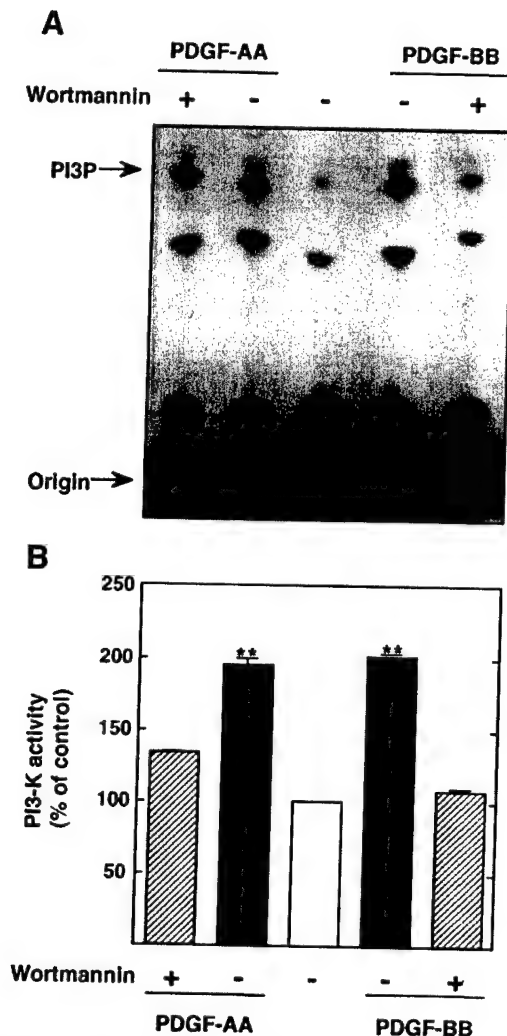 A
PDGF-AA PDGF-BB
Wortmannin + - - - +
PI3P
Origin
B
250
200
150
100
50
PI3-K activity
(% of control)
** **
Wortmannin + - - - +
PDGF-AA PDGF-BB